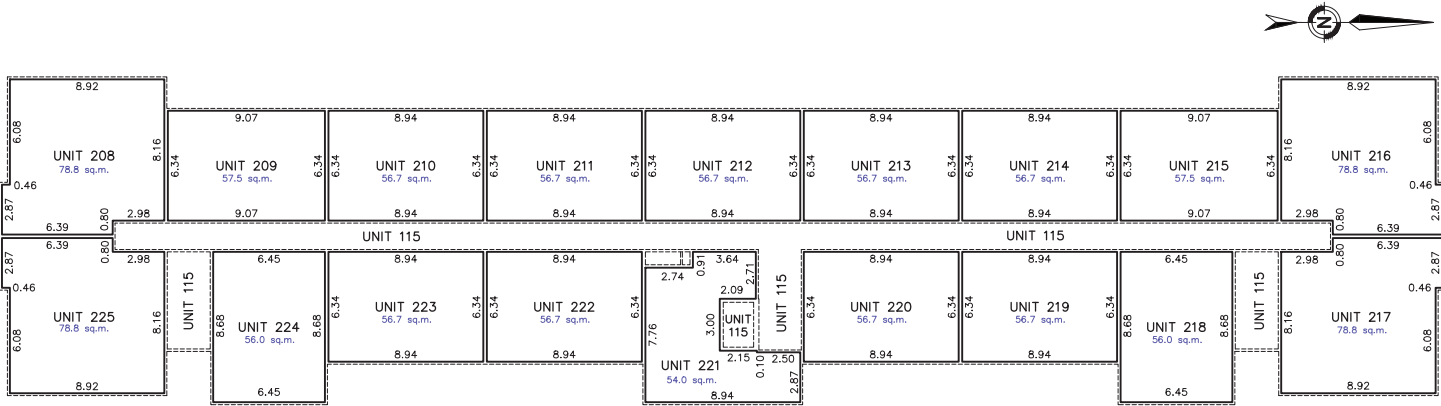 N
8.92
8.92
9.07
8.94
8.94
8.94
8.94
8.94
9.07
6.08
UNIT 208
78.8 sq.m.
8.16
6.34
UNIT 209
57.5 sq.m.
6.34
6.34
UNIT 210
56.7 sq.m.
6.34
6.34
UNIT 211
56.7 sq.m.
6.34
6.34
UNIT 212
56.7 sq.m.
6.34
6.34
UNIT 213
56.7 sq.m.
6.34
6.34
UNIT 214
56.7 sq.m.
6.34
6.34
UNIT 215
57.5 sq.m.
6.34
8.16
UNIT 216
78.8 sq.m.
6.08
0.46
0.46
2.87
6.39
0.80
2.98
9.07
8.94
8.94
8.94
8.94
8.94
9.07
2.98
0.80
6.39
2.87
UNIT 115
UNIT 115
6.39
0.80
2.98
2.87
0.46
6.08
UNIT 225
78.8 sq.m.
8.16
8.92
UNIT 115
6.45
8.68
UNIT 224
56.0 sq.m.
8.68
6.45
8.94
6.34
UNIT 223
56.7 sq.m.
6.34
8.94
8.94
6.34
UNIT 222
56.7 sq.m.
6.34
8.94
2.74
0.91
3.64
2.71
2.09
3.00
UNIT
115
7.76
2.15
0.10
2.50
UNIT 221
54.0 sq.m.
2.87
8.94
UNIT 115
8.94
6.34
UNIT 220
56.7 sq.m.
6.34
8.94
8.94
6.34
UNIT 219
56.7 sq.m.
6.34
8.94
6.45
8.68
UNIT 218
56.0 sq.m.
8.68
6.45
UNIT 115
2.98
0.80
6.39
2.87
0.46
8.16
UNIT 217
78.8 sq.m.
6.08
8.92